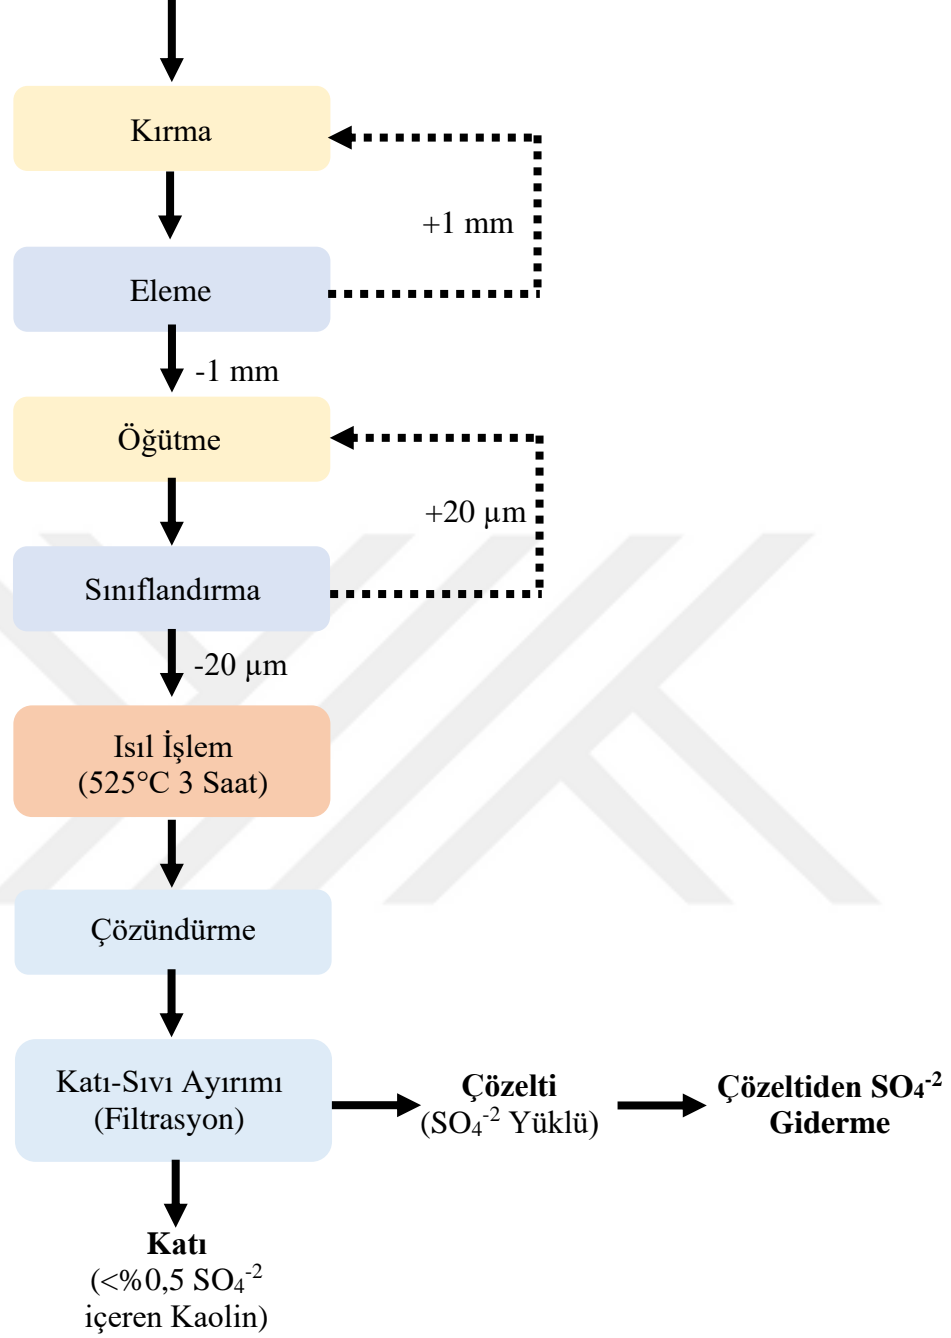 Kırma
+1 mm
Eleme
-1 mm
Öğütme
+20 µm
Sınıflandırma
-20 µm
Isıl İşlem
(525°C 3 Saat)
Çözündürme
Katı-Sıvı Ayırımı
(Filtrasyon)
Çözelti
(SO₄⁻² Yüklü)
Çözeltiden SO₄⁻²
Giderme
Katı
(<%0,5 SO₄⁻²
içeren Kaolin)